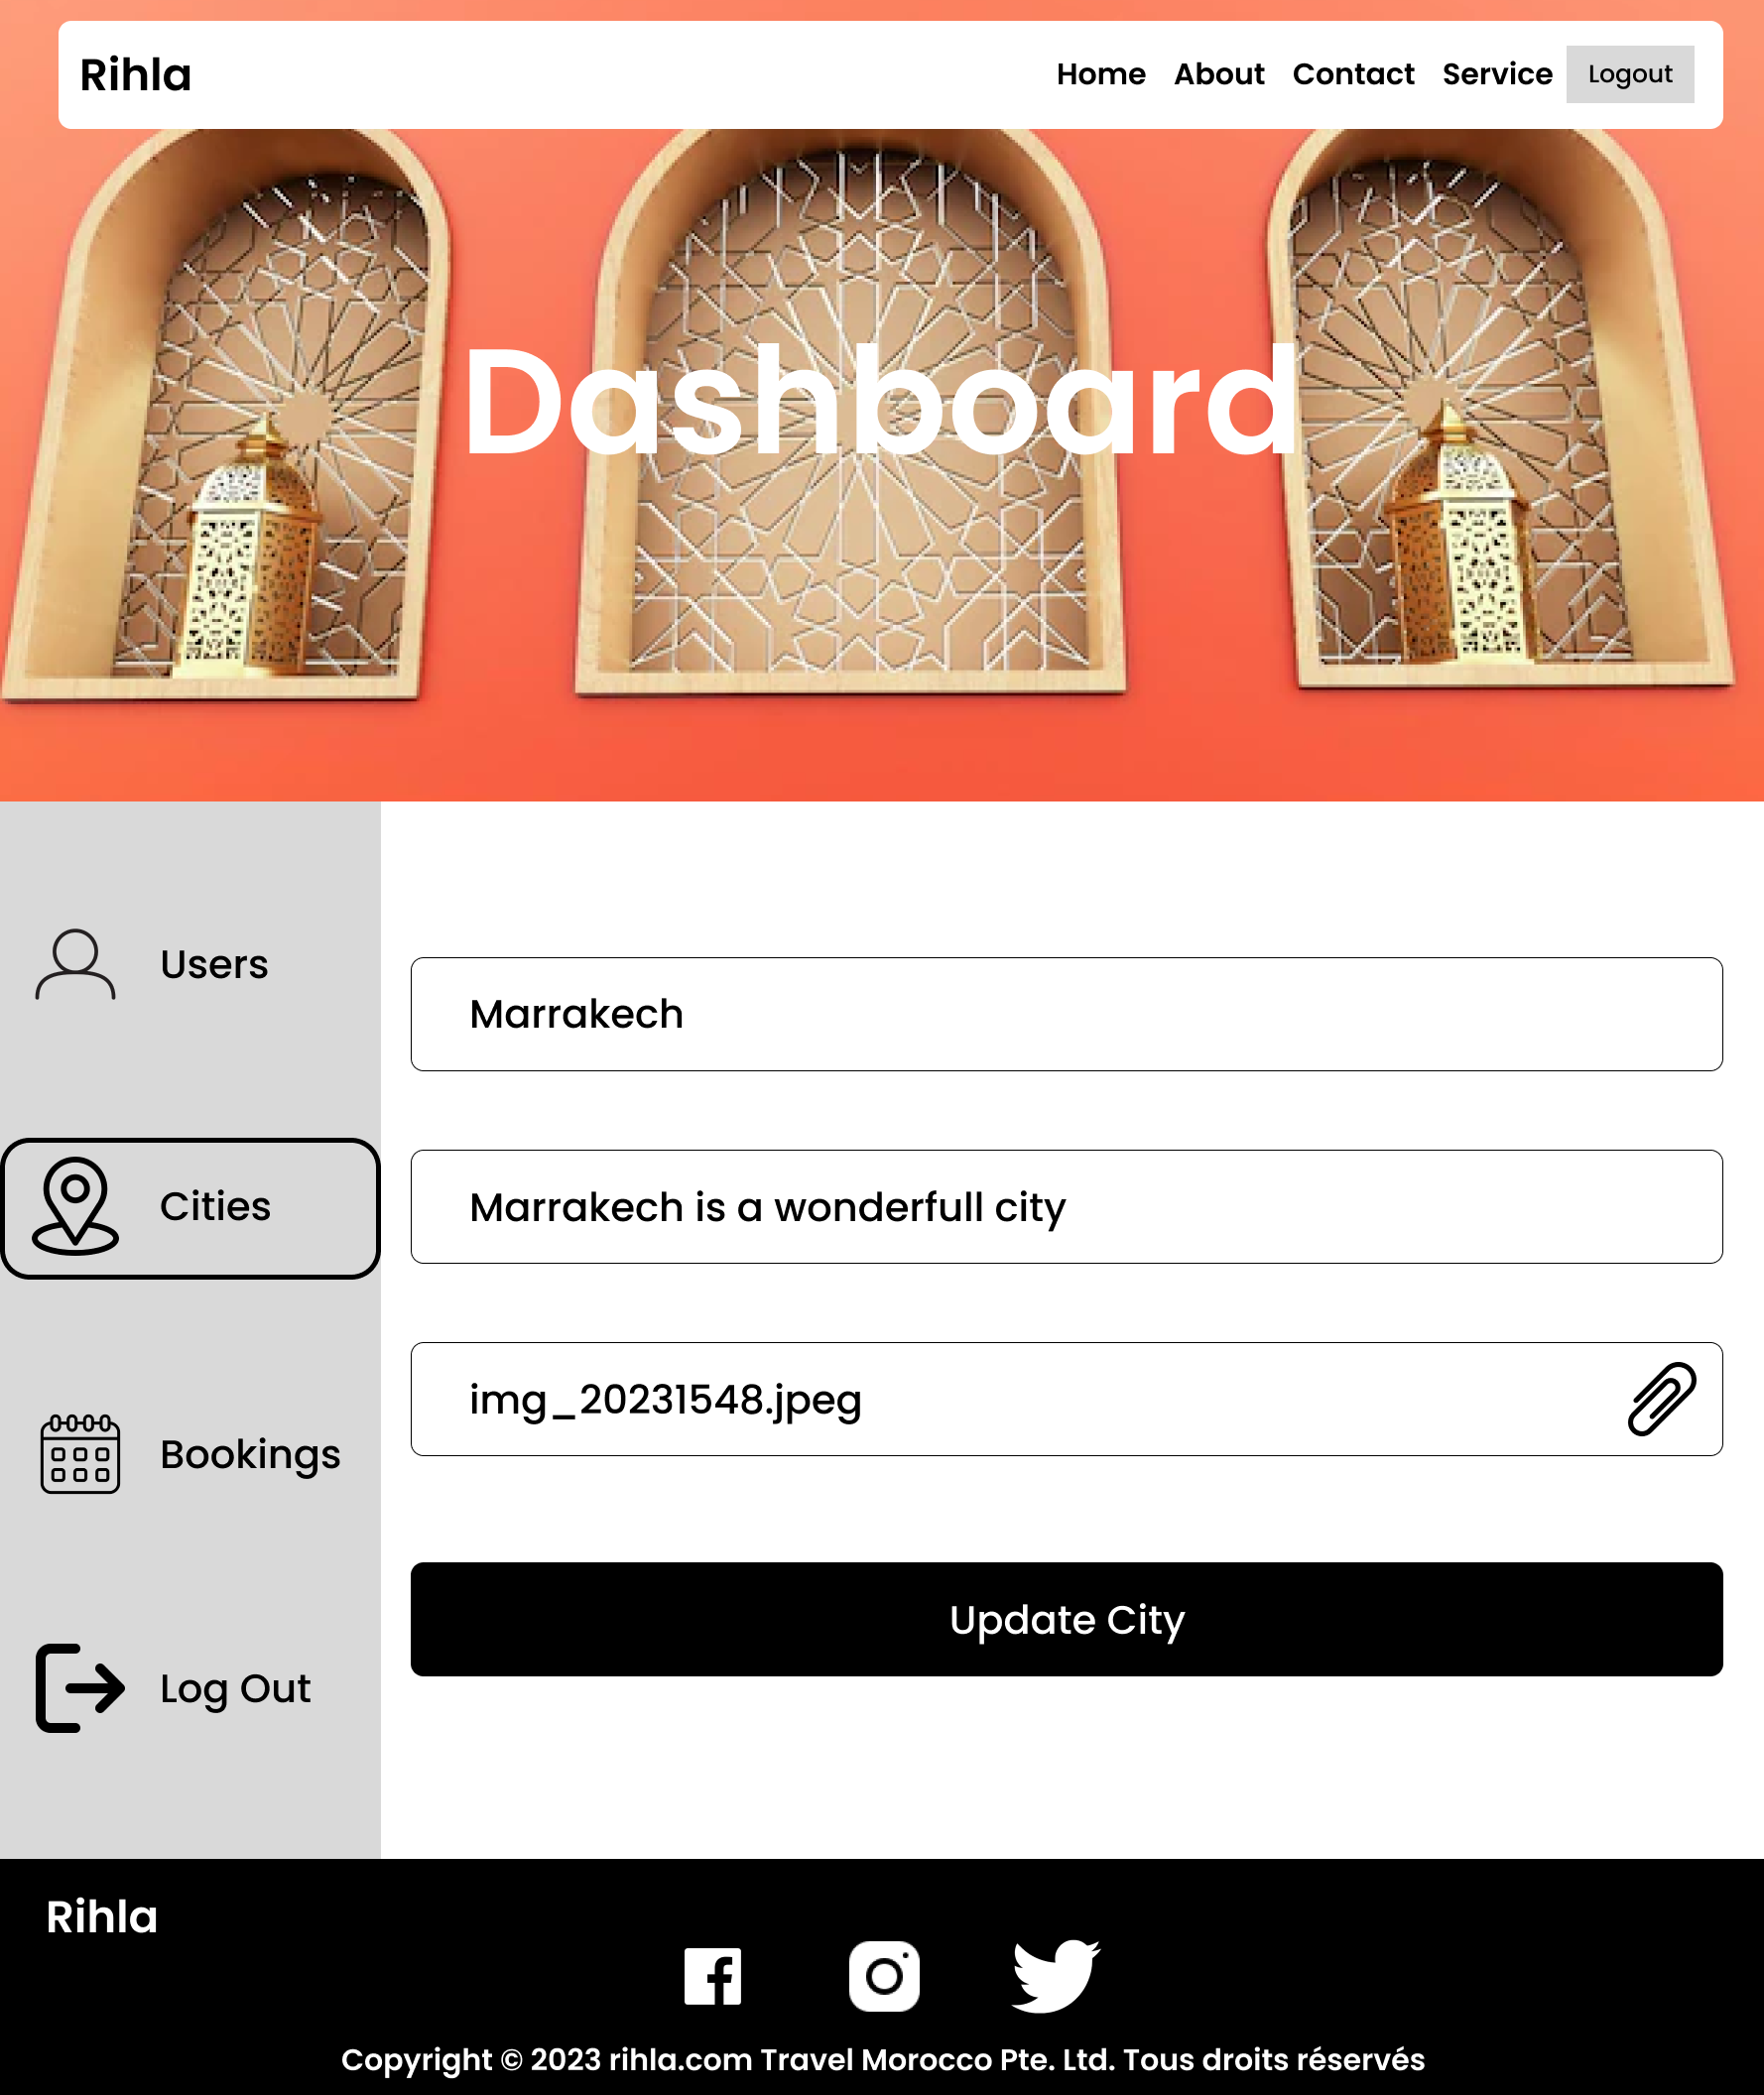 Rihla
Home About Contact Service Logout
Dashboard
Users
Marrakech
Cities
Marrakech is a wonderfull city
Bookings
img_20231548.jpeg
Log Out
Update City
Rihla
Copyright © 2023 rihla.com Travel Morocco Pte. Ltd. Tous droits réservés